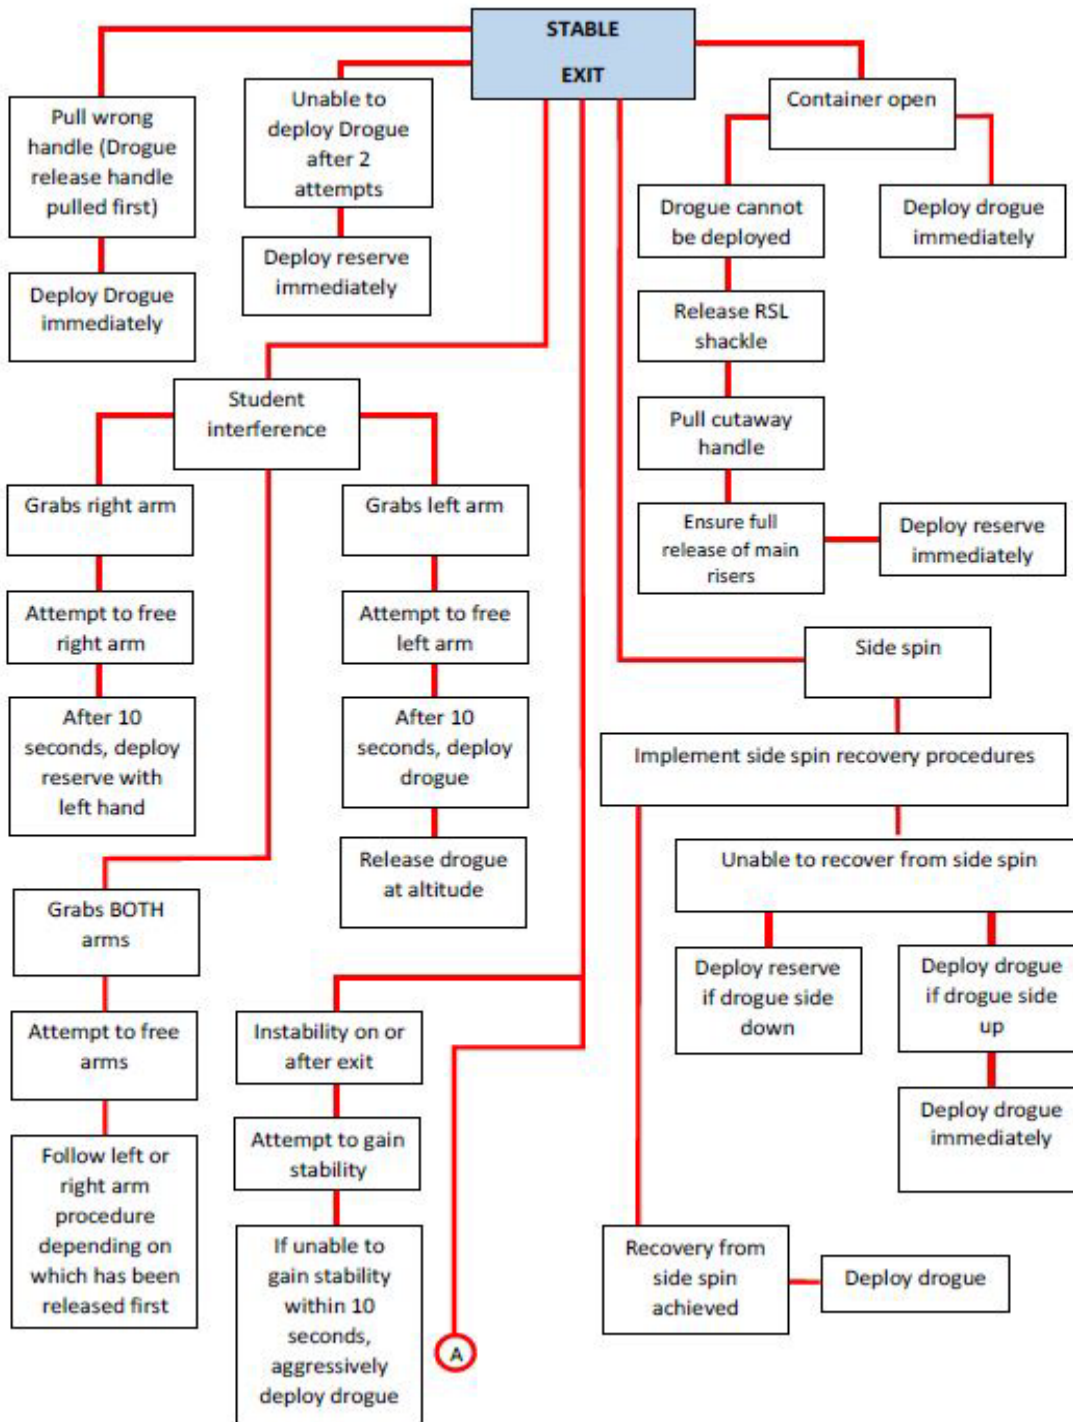 STABLE
EXIT
Pull wrong
handle (Drogue
release handle
pulled first)
Deploy Drogue
immediately
Unable to
deploy Drogue
after 2
attempts
Deploy reserve
immediately
Container open
Drogue cannot
be deployed
Deploy drogue
immediately
Release RSL
shackle
Pull cutaway
handle
Ensure full
release of main
risers
Deploy reserve
immediately
Student
interference
Grabs right arm
Attempt to free
right arm
After 10
seconds, deploy
reserve with
left hand
Grabs left arm
Attempt to free
left arm
After 10
seconds, deploy
drogue
Release drogue
at altitude
Grabs BOTH
arms
Attempt to free
arms
Follow left or
right arm
procedure
depending on
which has been
released first
Instability on or
after exit
Attempt to gain
stability
If unable to
gain stability
within 10
seconds,
aggressively
deploy drogue
A
Side spin
Implement side spin recovery procedures
Unable to recover from side spin
Deploy reserve
if drogue side
down
Deploy drogue
if drogue side
up
Deploy drogue
immediately
Recovery from
side spin
achieved
Deploy drogue